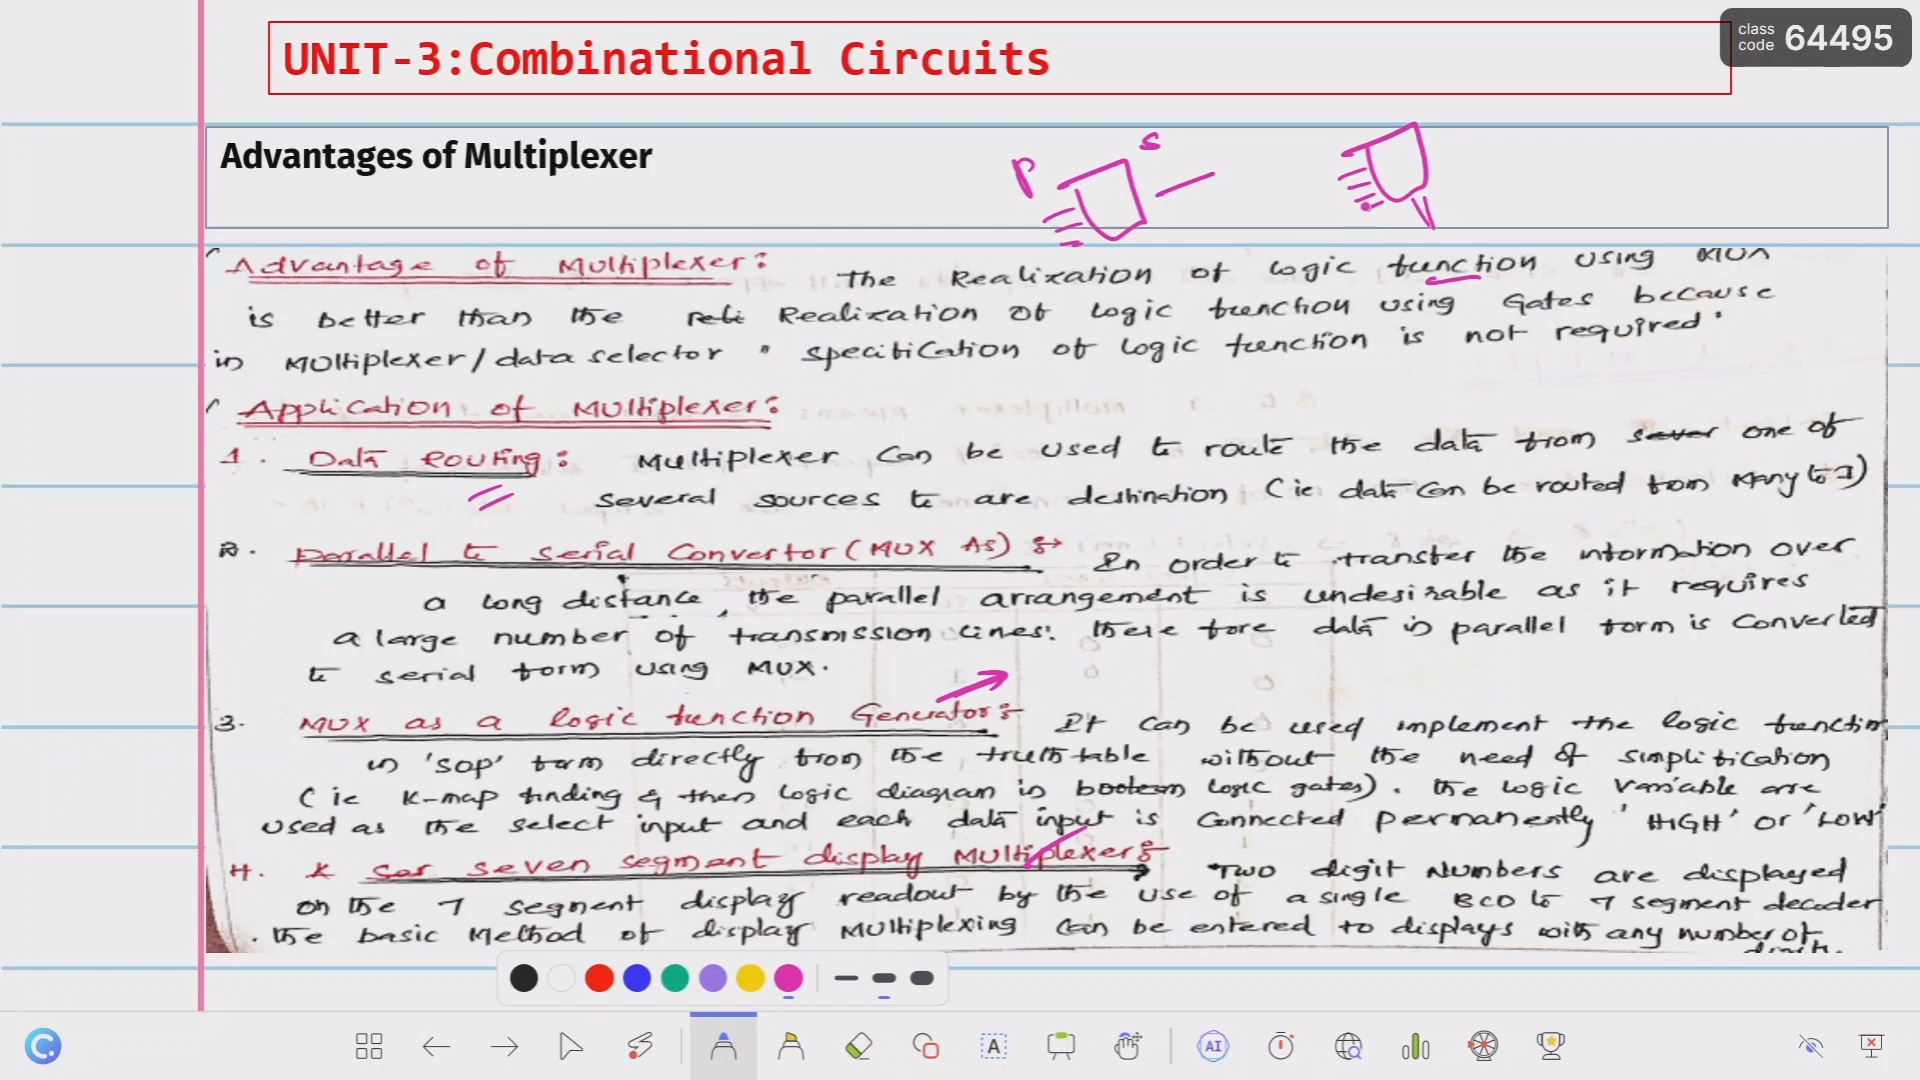 UNIT-3:Combinational Circuits
class code 64495
Advantages of Multiplexer
P S
Advantage of Multiplexer: The Realization of logic function using MUX
is better than the Realization of logic function using Gates because
in Multiplexer/data selector specification of logic function is not required.
Application of Multiplexer:
1. Data Routing: Multiplexer Can be used to route the data from one of
several sources to are destination (ie data can be routed from Many to 1)
2. parallel to serial Convertor (MUX As) :- In order to transfer the information over
a long distance, the parallel arrangement is undesirable as it requires
a large number of transmission lines. there fore data in parallel form is Converted
to serial form using MUX.
3. MUX as a logic function Generator:- It can be used implement the logic function
in 'SOP' form directly from the truth table without the need of simplification
(ie K-map finding & then logic diagram in boolean logic gates). the logic variable are
used as the select input and each data input is Connected permanently 'HIGH' or 'LOW'
4. seven segment display Multiplexer:- Two digit Numbers are displayed
on the 7 segment display readout by the use of a single BCD to 7 segment decoder
. the basic Method of display Multiplexing Can be entered to displays with any number of
digits.
A
AI